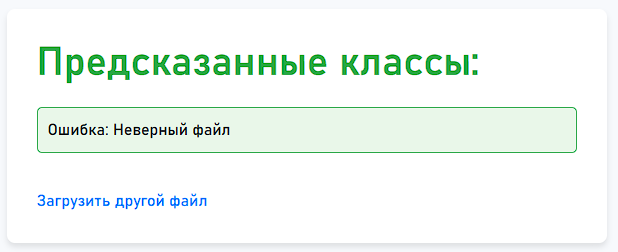 Предсказанные классы:
Ошибка: Неверный файл
Загрузить другой файл